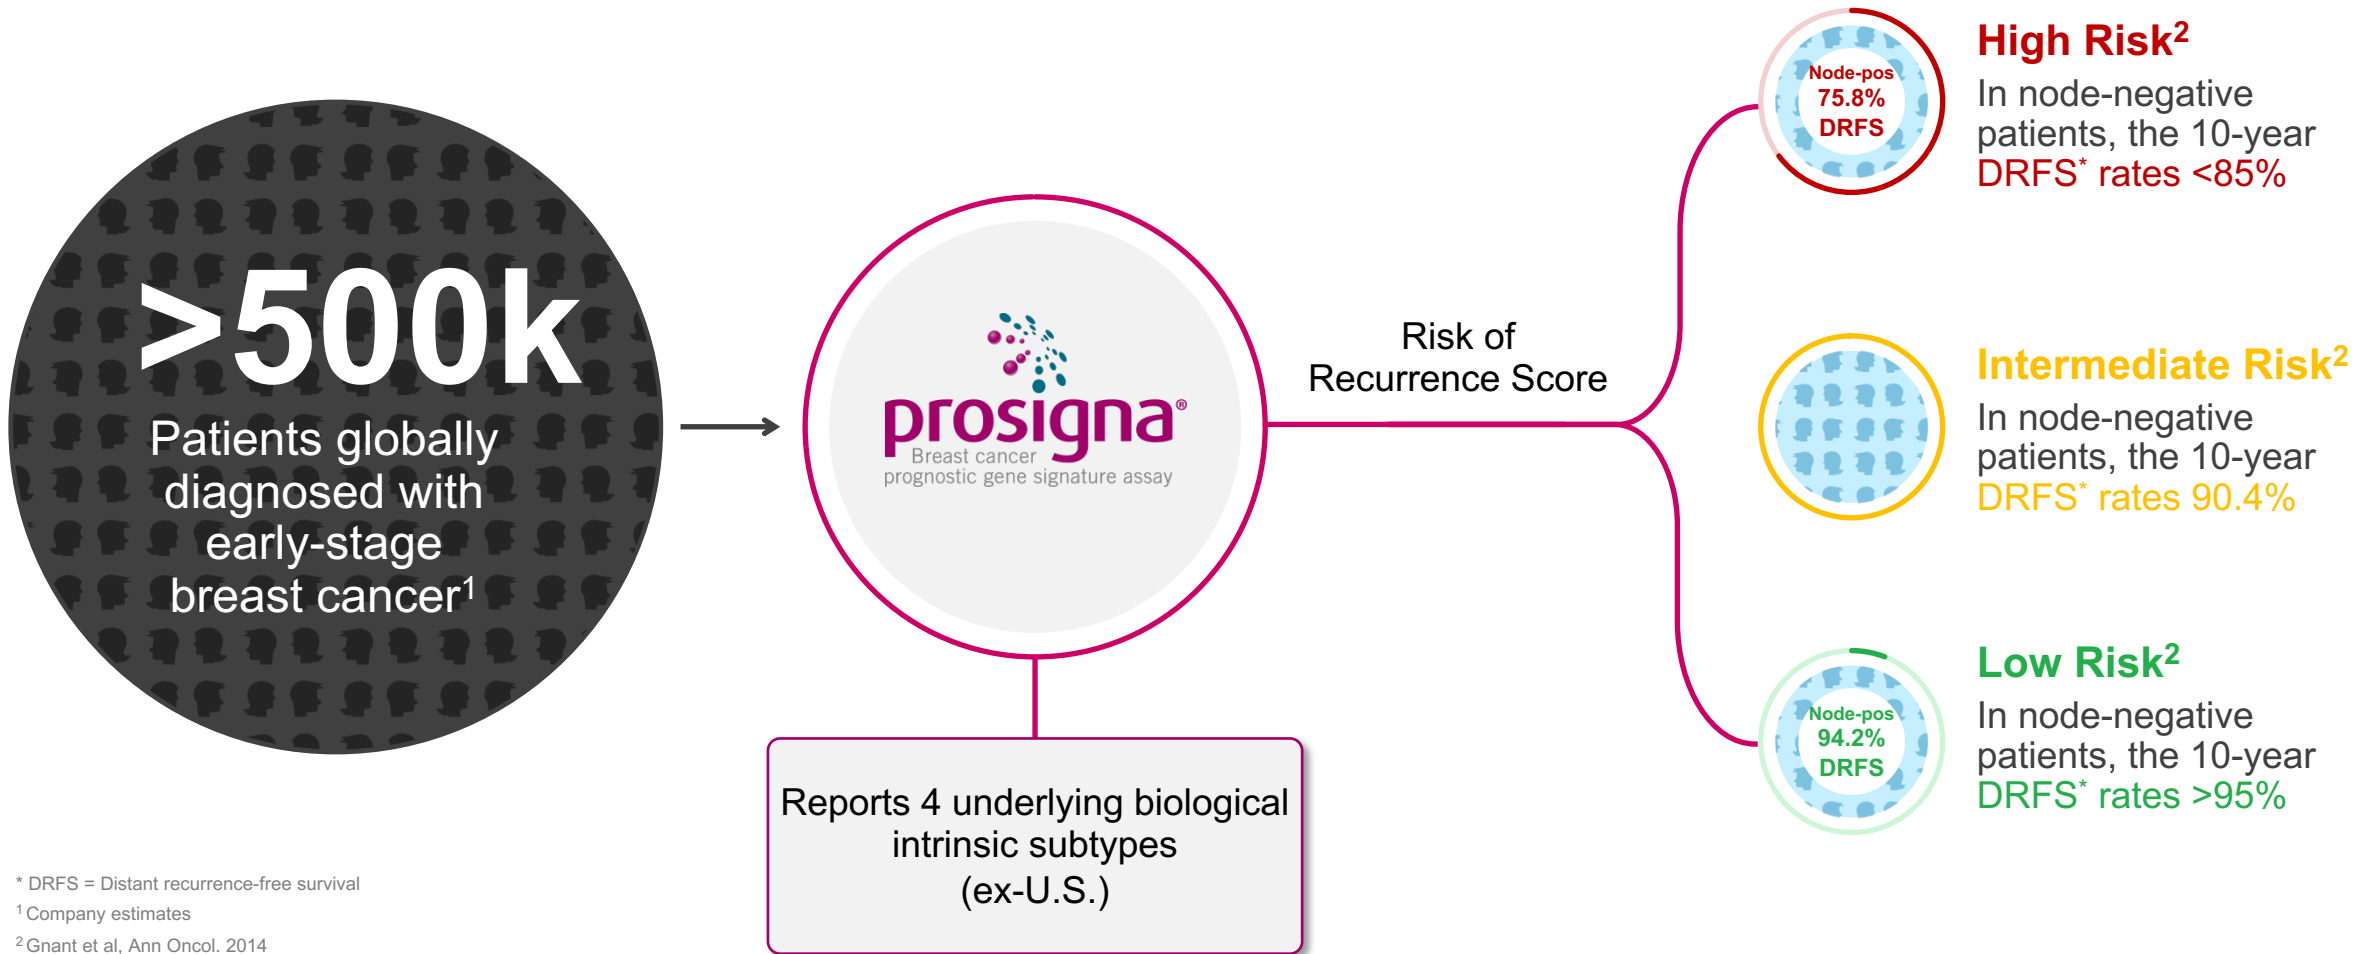 >500k
Patients globally
diagnosed with
early-stage
breast cancer¹
prosigna®
Breast cancer
prognostic gene signature assay
Reports 4 underlying biological
intrinsic subtypes
(ex-U.S.)
Risk of
Recurrence Score
Node-pos
75.8%
DRFS
High Risk²
In node-negative
patients, the 10-year
DRFS* rates <85%
Intermediate Risk²
In node-negative
patients, the 10-year
DRFS* rates 90.4%
Node-pos
94.2%
DRFS
Low Risk²
In node-negative
patients, the 10-year
DRFS* rates >95%
* DRFS = Distant recurrence-free survival
¹ Company estimates
² Gnant et al, Ann Oncol. 2014